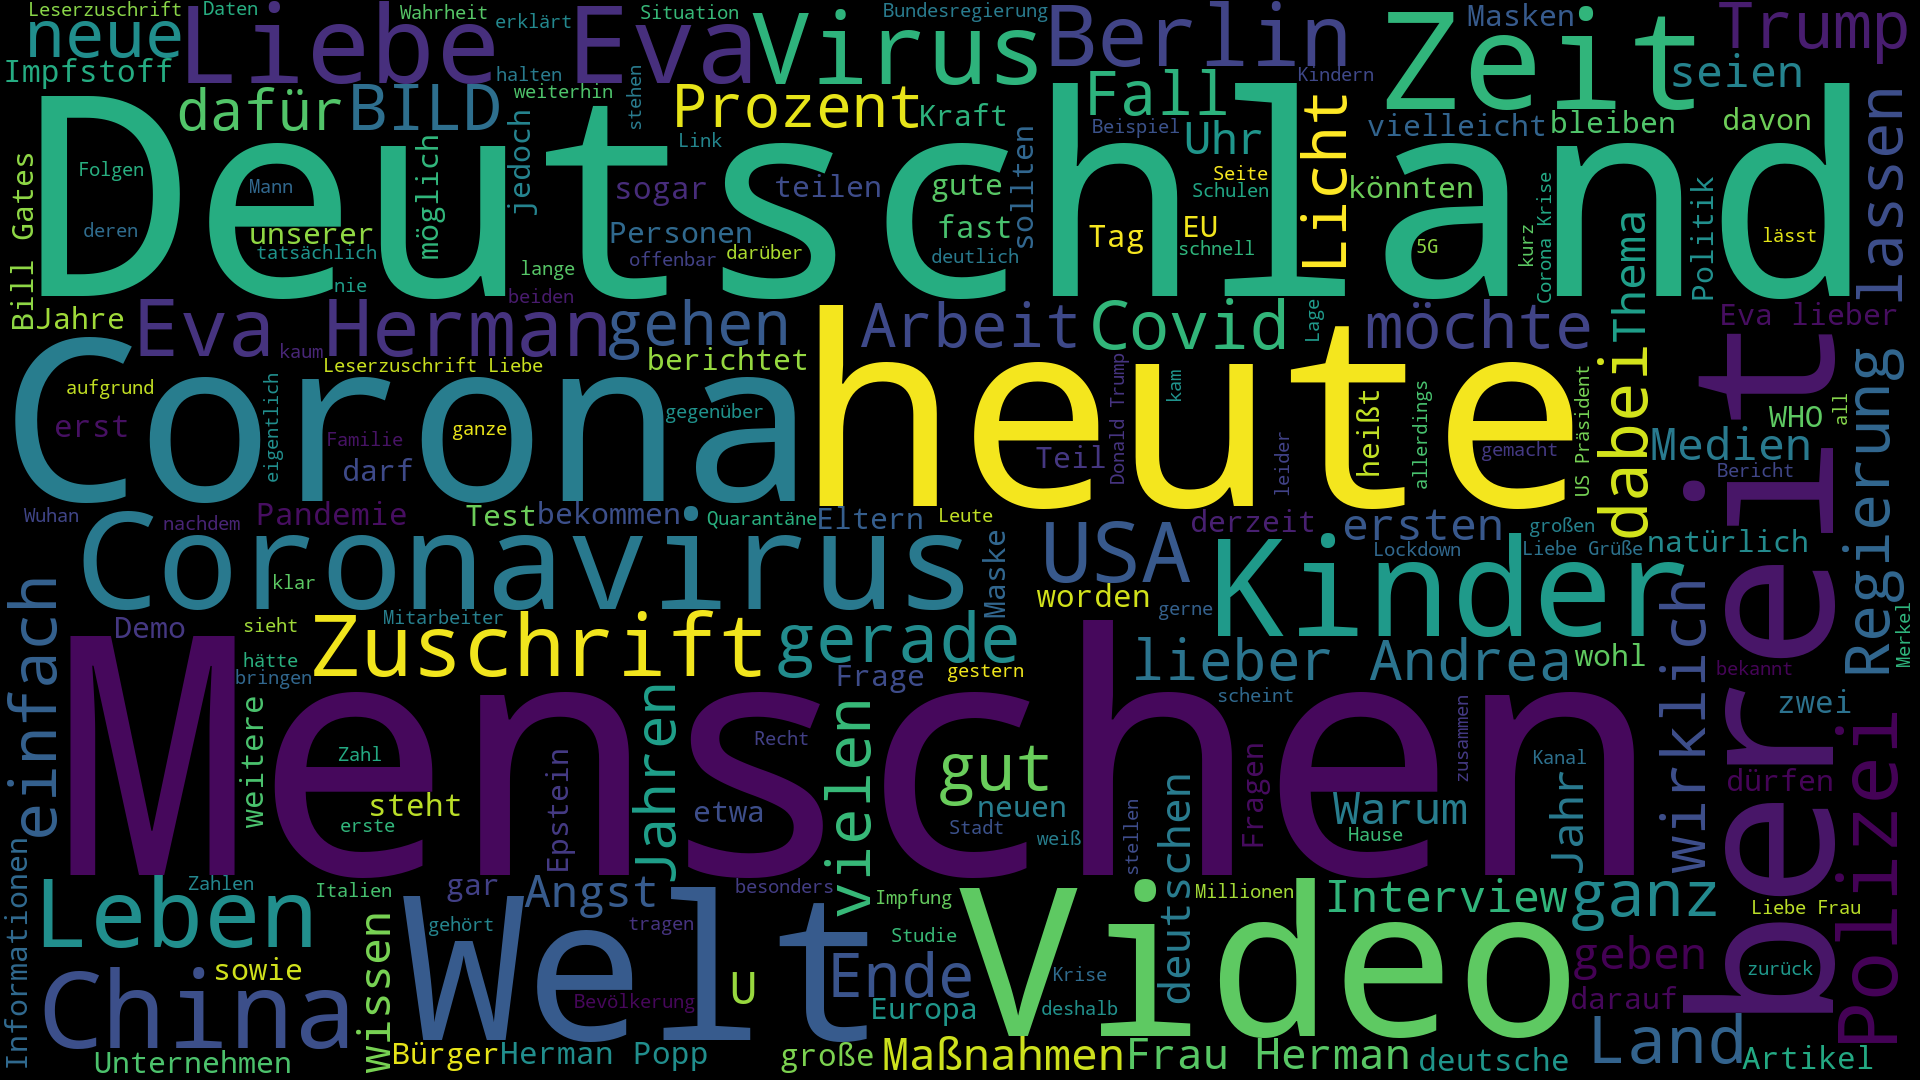 Leserzuschrift
Daten
neue
Liebe
Wahrheit
erklärt
Eva
Situation
Virus
Bundesregierung
Berlin
Zeit
Masken
Trump
Impfstoff
halten
weiterhin
stehen
Kindern
seien
dafür
BILD
Prozent
Kraft
Fall
Beispiel
Uhr
Licht
vielleicht
bleiben
davon
lassen
Deutschland
Bill Gates
Folgen
Mann
deren
unserer
tatsächlich
nie
möglich
jedoch
Link
sogar
teilen
Personen
offenbar
darüber
lange
beiden
gute
fast
deutlich
sollten
Tag
EU
schnell
Seite
Schulen
könnten
5G
kurz
Corona Krise
Thema
Politik
lässt
Jahre
Eva Herman
gehen
Arbeit
Covid
Lage
möchte
Eva lieber
kaum
Leserzuschrift Liebe
berichtet
Corona
heute
aufgrund
erst
eigentlich
Familie
ganze
darf
gegenüber
Teil
Donald Trump
kam
leider
heißt
allerdings
gemacht
US Präsident
dabei
Medien
WHO
all
Bericht
Regierung
bereit
Wuhan
nachdem
Pandemie
Test
bekommen
Quarantäne
Eltern
Leute
Coronavirus
klar
Maske
USA
derzeit
ersten
großen
Lockdown
Liebe Grüße
natürlich
worden
gerne
Kinder
einfach
Demo
sieht
Mitarbeiter
hätte
bringen
Zuschrift
gerade
Frage
gestern
lieber Andrea
wohl
scheint
wirklich
bekannt
Merkel
Menschen
weitere
Zahl
steht
erste
Epstein
Jahren
Recht
etwa
vielen
gut
neuen
Stadt
weiß
stellen
deutschen
Fragen
Warum
Hause
zusammen
Kanal
Jahr
zwei
dürfen
Polizei
Informationen
Leben
Zahlen
Italien
gar
Angst
besonders
Impfung
Millionen
Interview
ganz
Liebe Frau
wissen
Welt
gehört
tragen
Studie
Video
geben
zurück
China
sowie
Bevölkerung
U
Ende
Krise
deshalb
Europa
darauf
Unternehmen
Bürger
Herman Popp
große
Maßnahmen
Frau Herman
deutsche
Land
Artikel